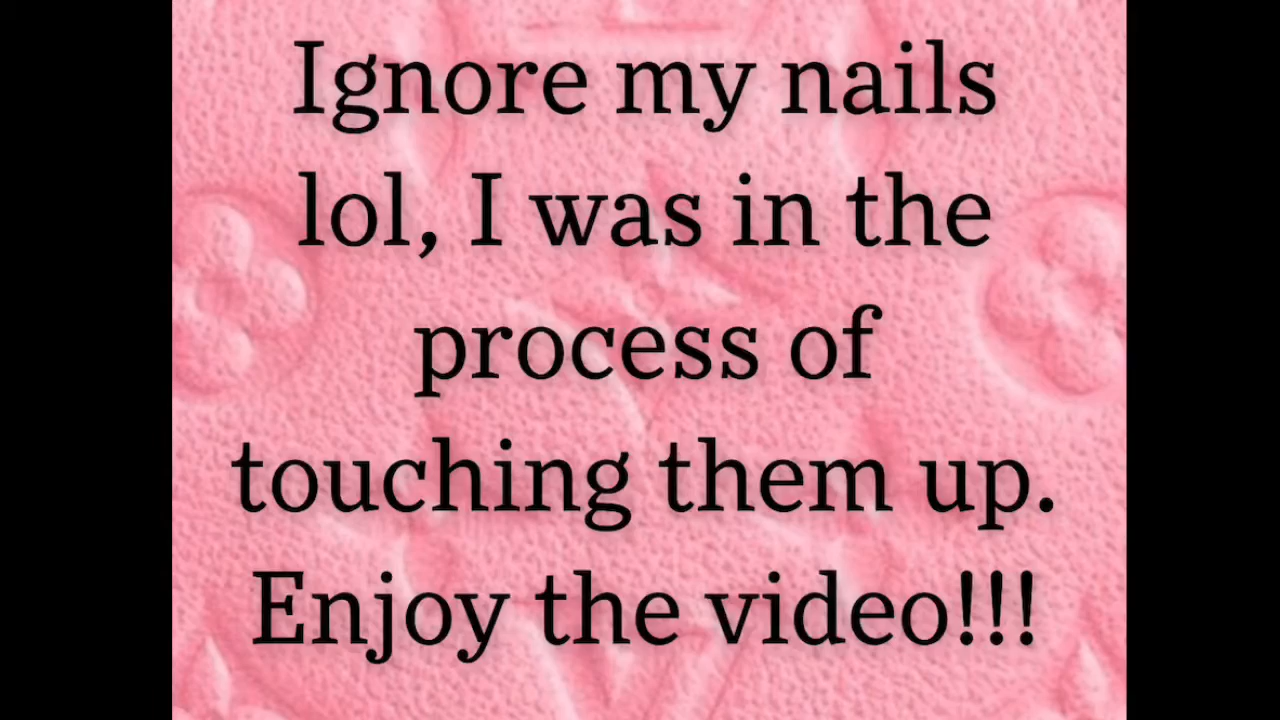 Ignore my nails
lol, I was in the
process of
touching them up.
Enjoy the video!!!